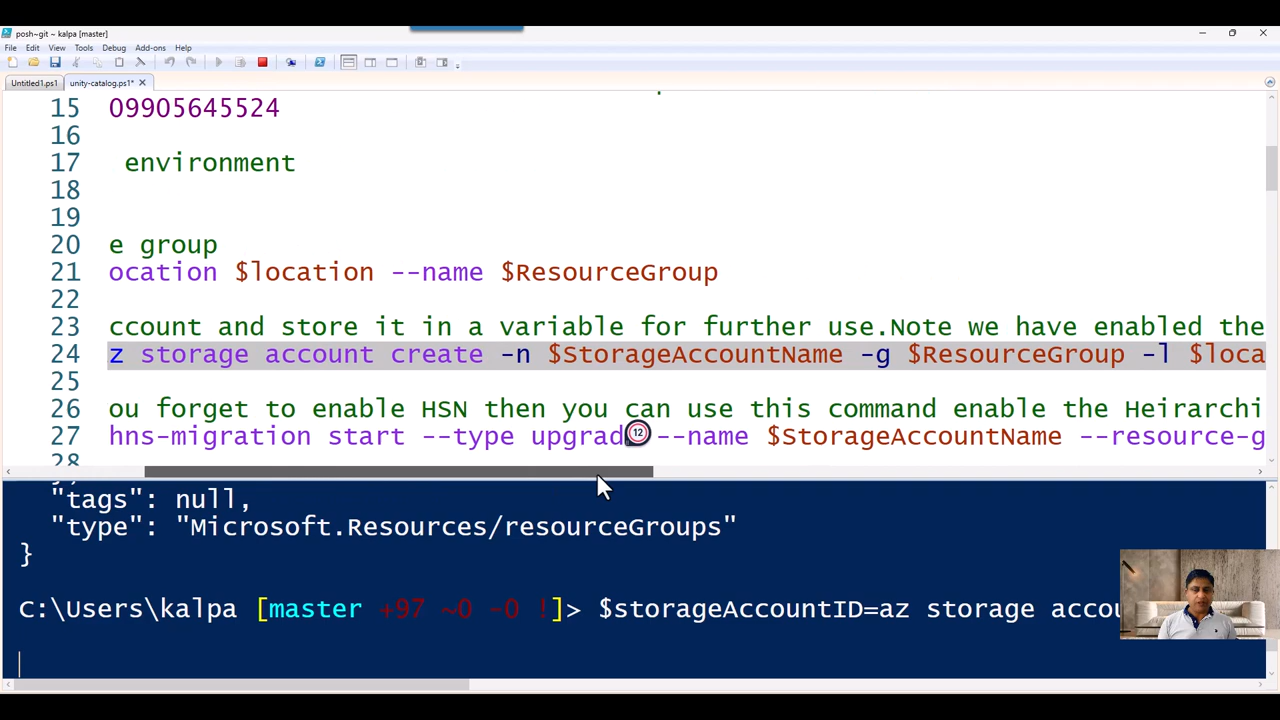 posh~git ~ kalpa [master]
File Edit View Tools Debug Add-ons Help
Untitled1.ps1 unity-catalog.ps1*
15 09905645524
16
17 environment
18
19
20 e group
21 ocation $location --name $ResourceGroup
22
23 ccount and store it in a variable for further use.Note we have enabled the
24 z storage account create -n $StorageAccountName -g $ResourceGroup -l $loca
25
26 ou forget to enable HSN then you can use this command enable the Heirarchi
27 hns-migration start --type upgrad --name $StorageAccountName --resource-g
28
12
"tags": null,
"type": "Microsoft.Resources/resourceGroups"
}
C:\Users\kalpa [master +97 ~0 -0 !]> $storageAccountID=az storage accou